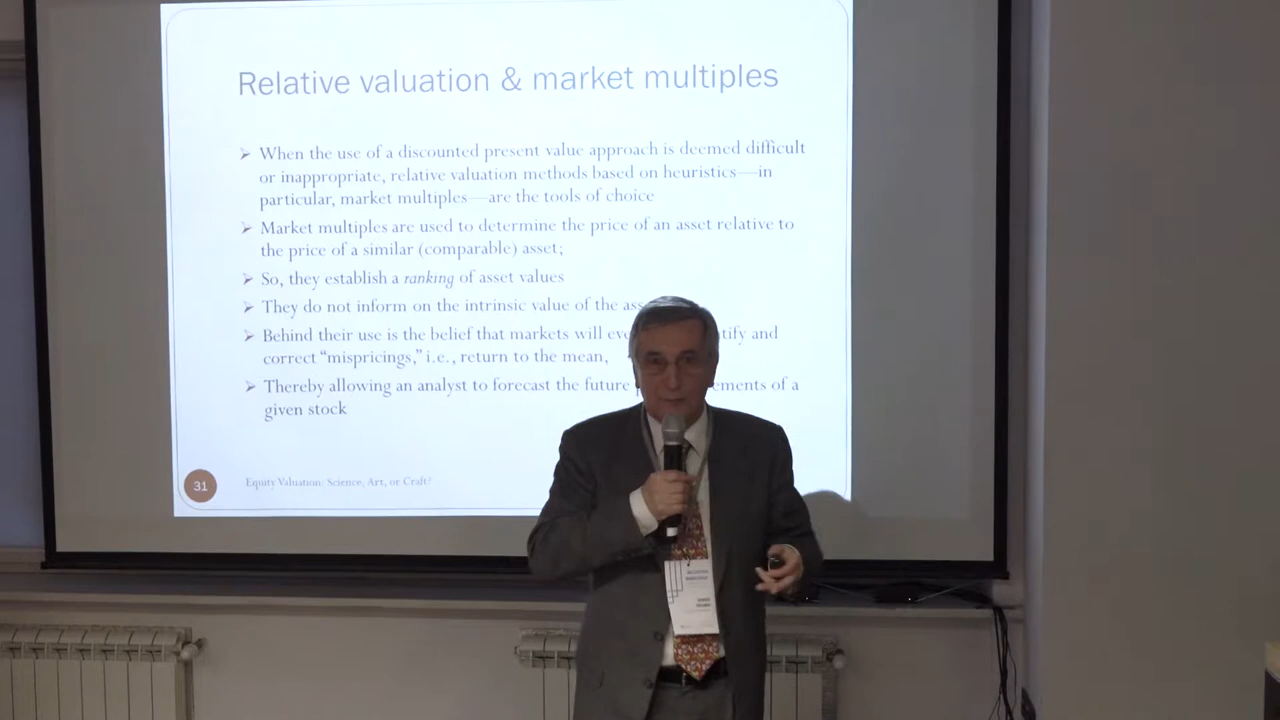 Relative valuation & market multiples
➢ When the use of a discounted present value approach is deemed difficult
or inappropriate, relative valuation methods based on heuristics—in
particular, market multiples—are the tools of choice
➢ Market multiples are used to determine the price of an asset relative to
the price of a similar (comparable) asset;
➢ So, they establish a ranking of asset values
➢ They do not inform on the intrinsic value of the
➢ Behind their use is the belief that markets will and
correct “mispricings,” i.e., return to the mean,
➢ Thereby allowing an analyst to forecast the future of a
given stock
31
Equity Valuation: Science, Art, or Craft?